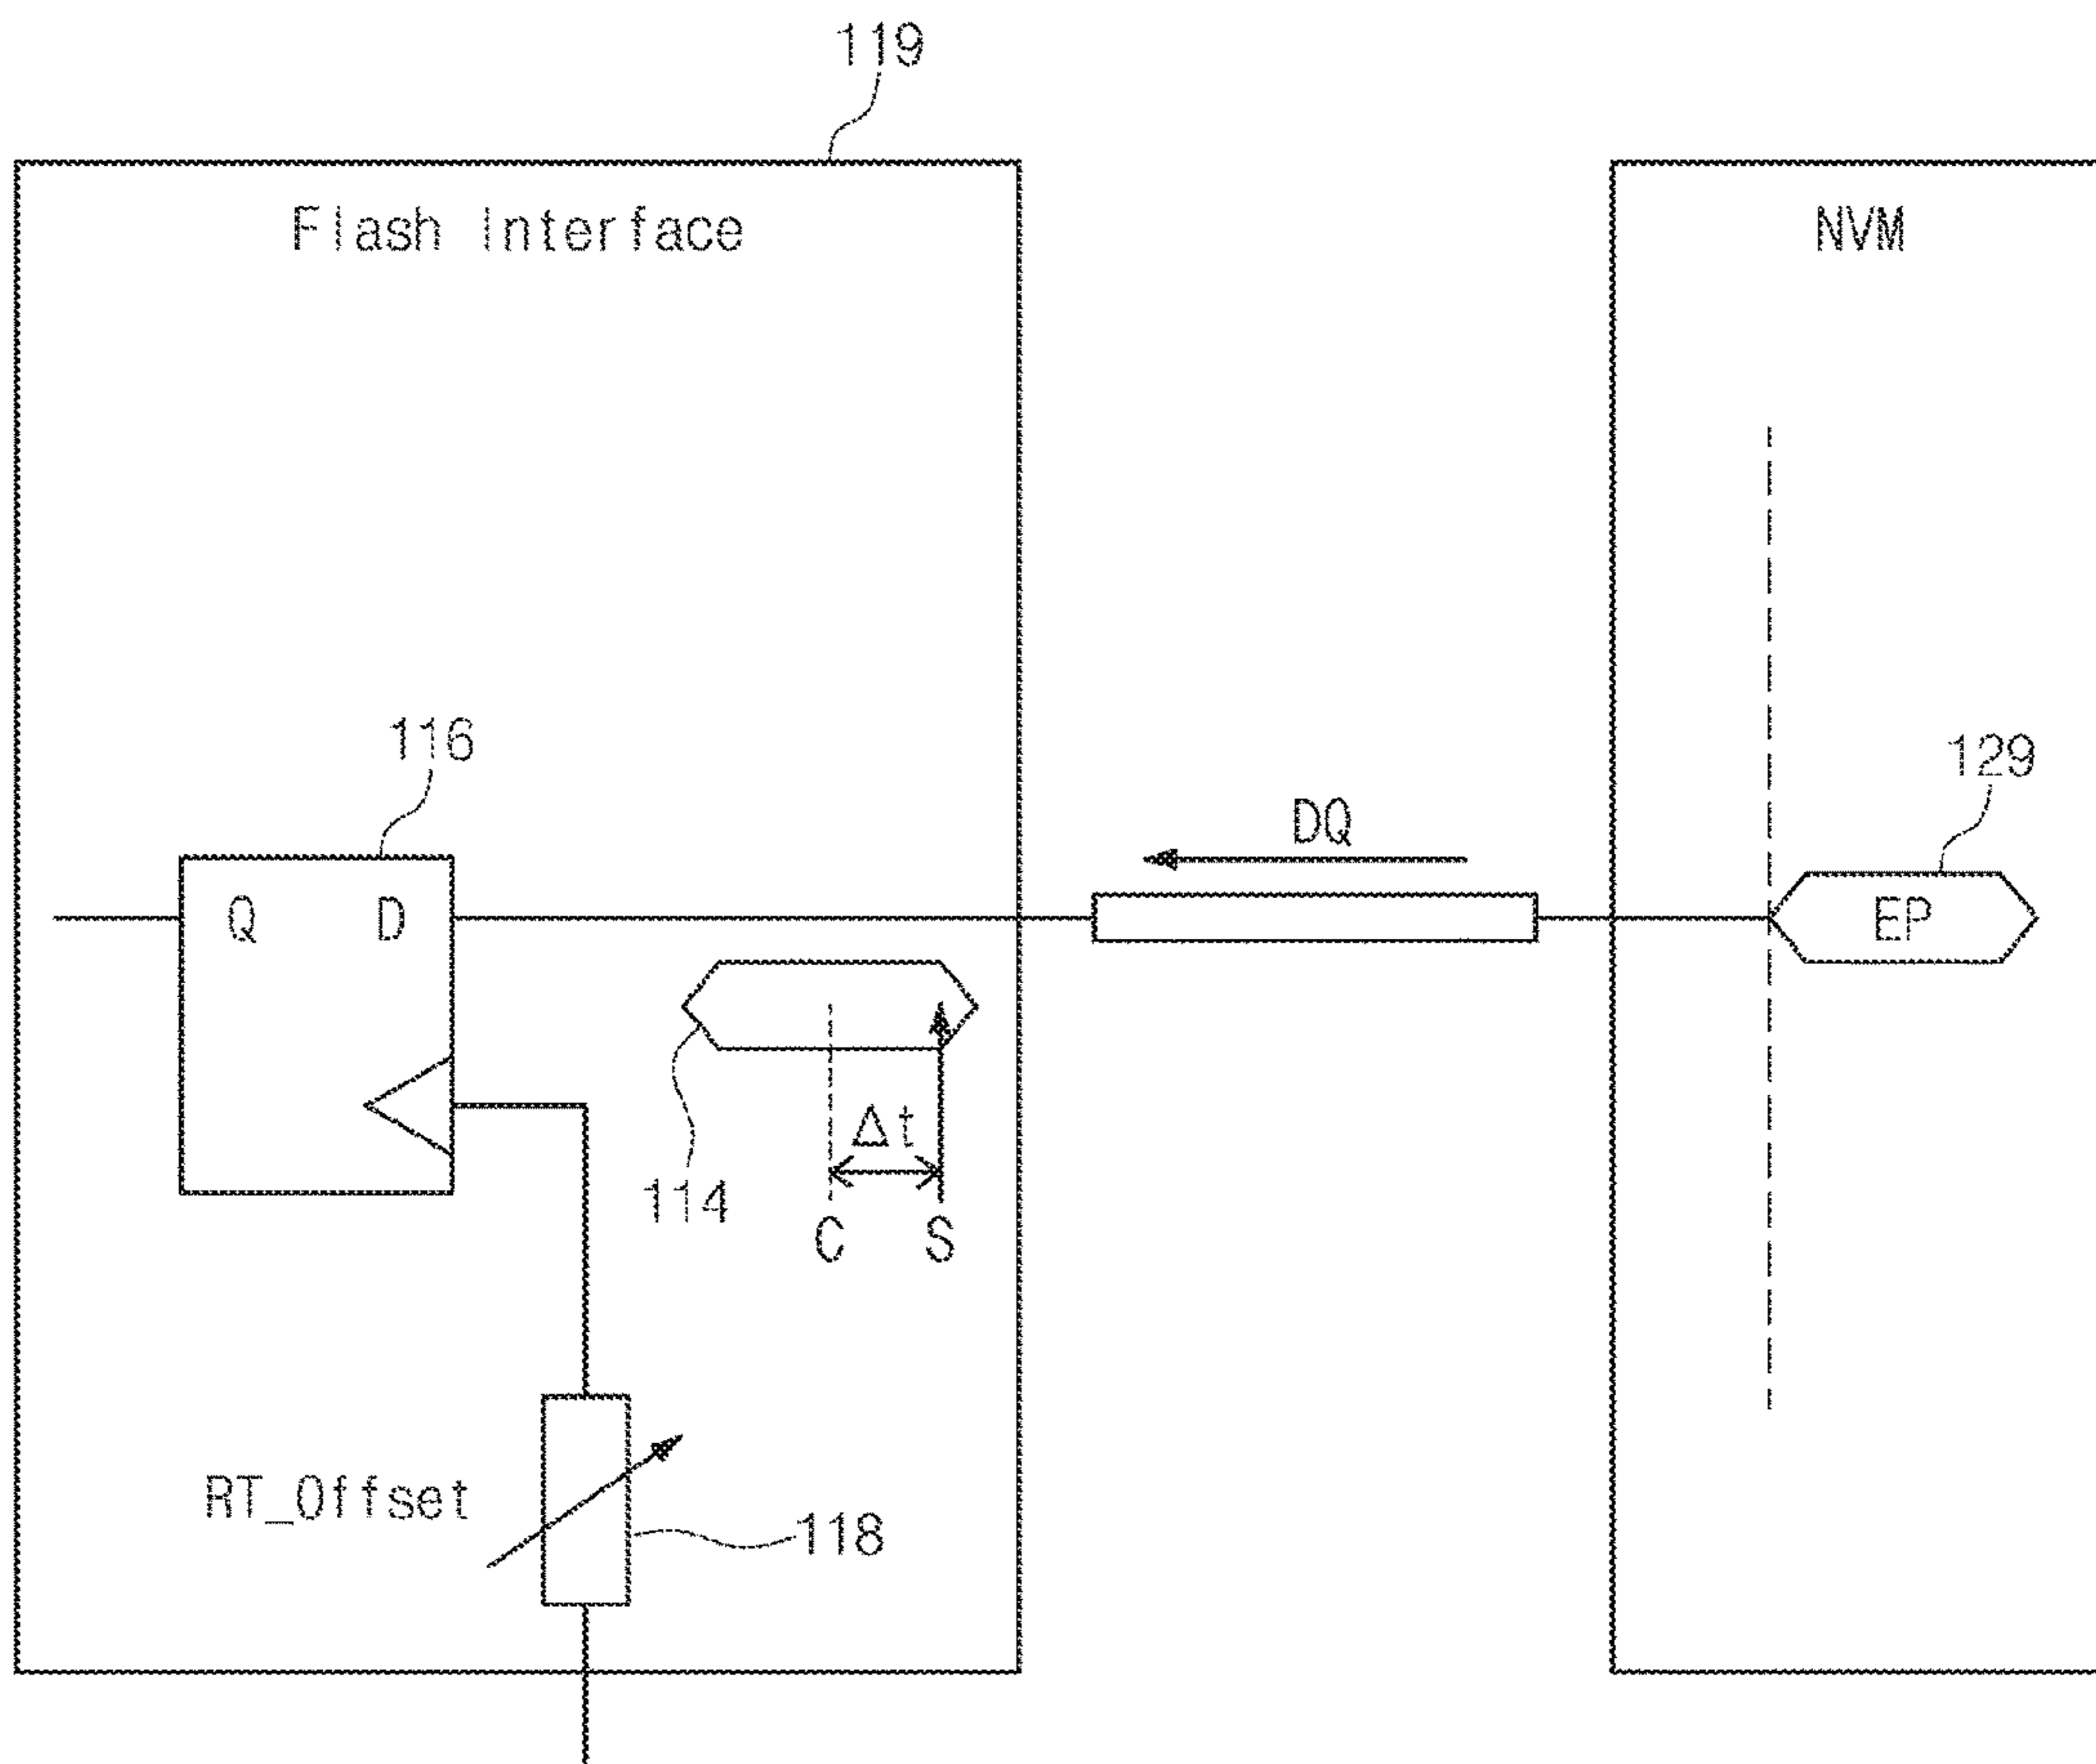 119
Flash Interface
NVM
116
129
DQ
Q
D
EP
Δt
114
C
S
RT_Offset
118